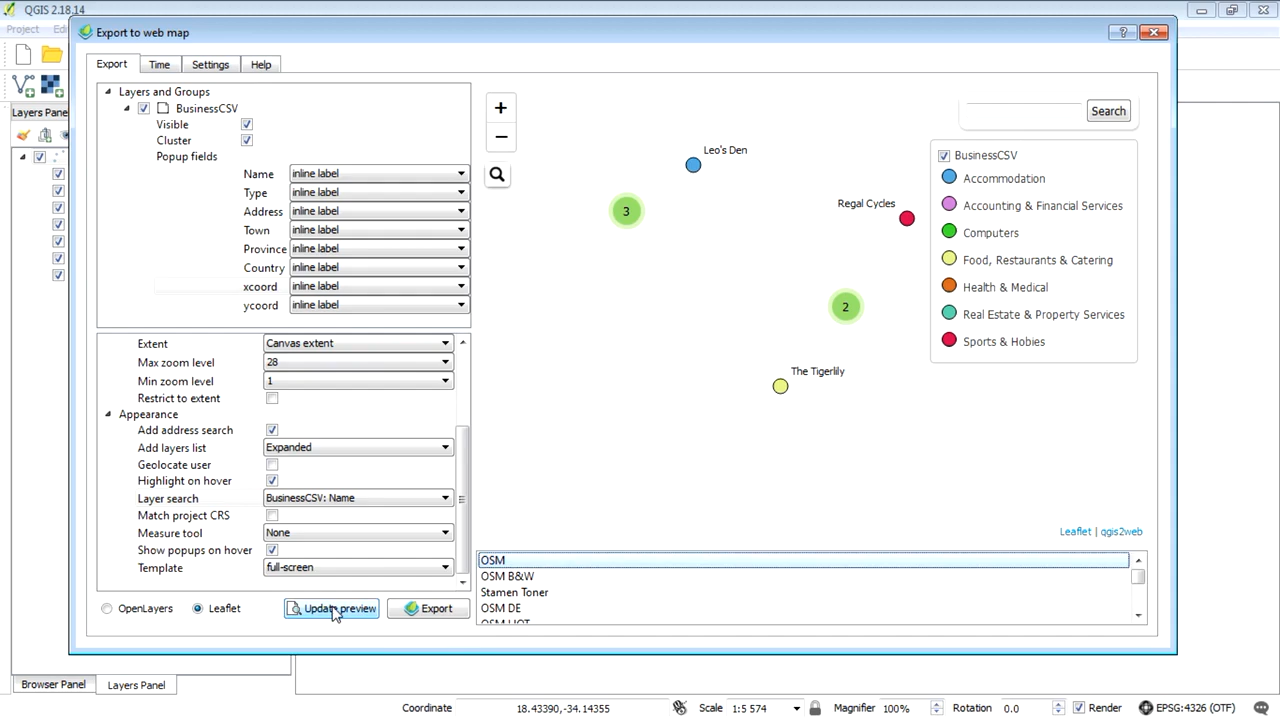 QGIS 2.18.14
Project Edi
Export to web map
Export Time Settings Help
Layers and Groups
BusinessCSV
Visible
Cluster
Popup fields
Name inline label
Type inline label
Address inline label
Town inline label
Province inline label
Country inline label
xcoord inline label
ycoord inline label
Extent Canvas extent
Max zoom level 28
Min zoom level 1
Restrict to extent
Appearance
Add address search
Add layers list Expanded
Geolocate user
Highlight on hover
Layer search BusinessCSV: Name
Match project CRS
Measure tool None
Show popups on hover
Template full-screen
OpenLayers Leaflet Update preview Export
+
−
Search
Leo's Den
3
Regal Cycles
2
The Tigerlily
BusinessCSV
Accommodation
Accounting & Financial Services
Computers
Food, Restaurants & Catering
Health & Medical
Real Estate & Property Services
Sports & Hobies
Leaflet | qgis2web
OSM
OSM B&W
Stamen Toner
OSM DE
OSM HOT
Layers Pane
Browser Panel Layers Panel
Coordinate 18.43390,-34.14355 Scale 1:5 574 Magnifier 100% Rotation 0.0 Render EPSG:4326 (OTF)